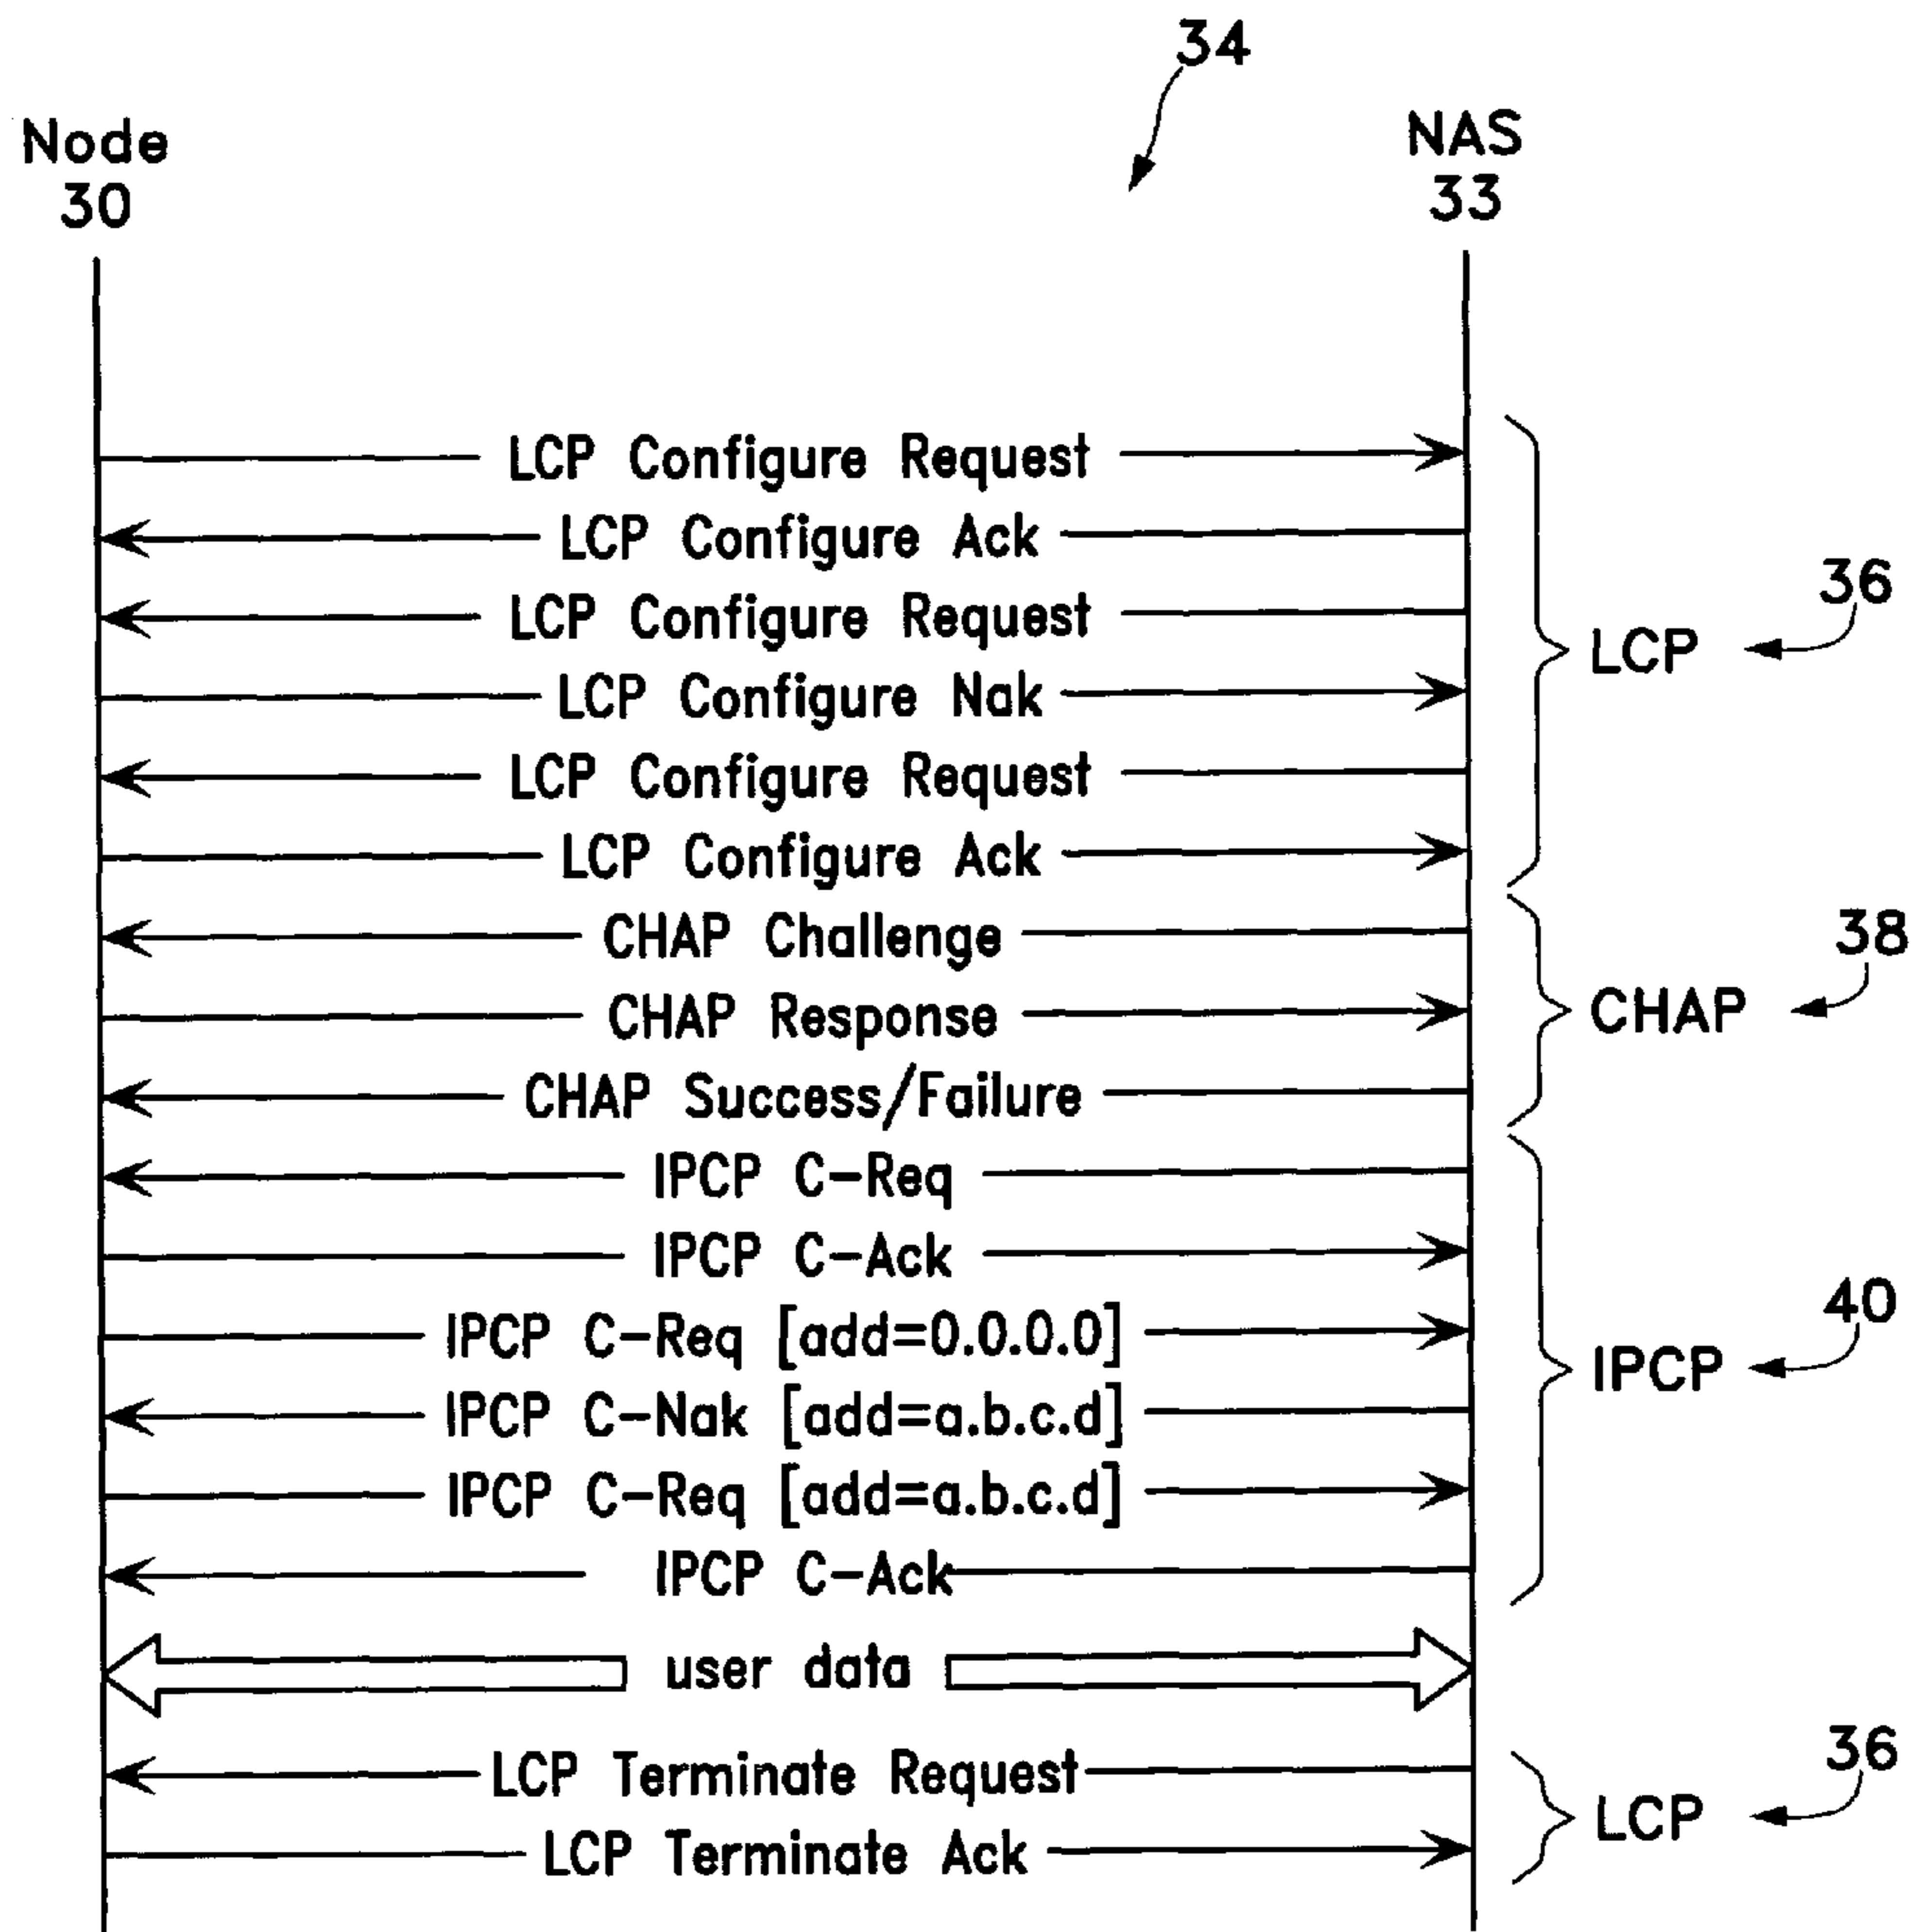 34
Node
30
NAS
33
LCP Configure Request
LCP Configure Ack
LCP Configure Request
LCP Configure Nak
LCP Configure Request
LCP Configure Ack
LCP
36
CHAP Challenge
CHAP Response
CHAP Success/Failure
CHAP
38
IPCP C-Req
IPCP C-Ack
IPCP C-Req [add=0.0.0.0]
IPCP C-Nak [add=a.b.c.d]
IPCP C-Req [add=a.b.c.d]
IPCP C-Ack
IPCP
40
user data
LCP Terminate Request
LCP Terminate Ack
LCP
36